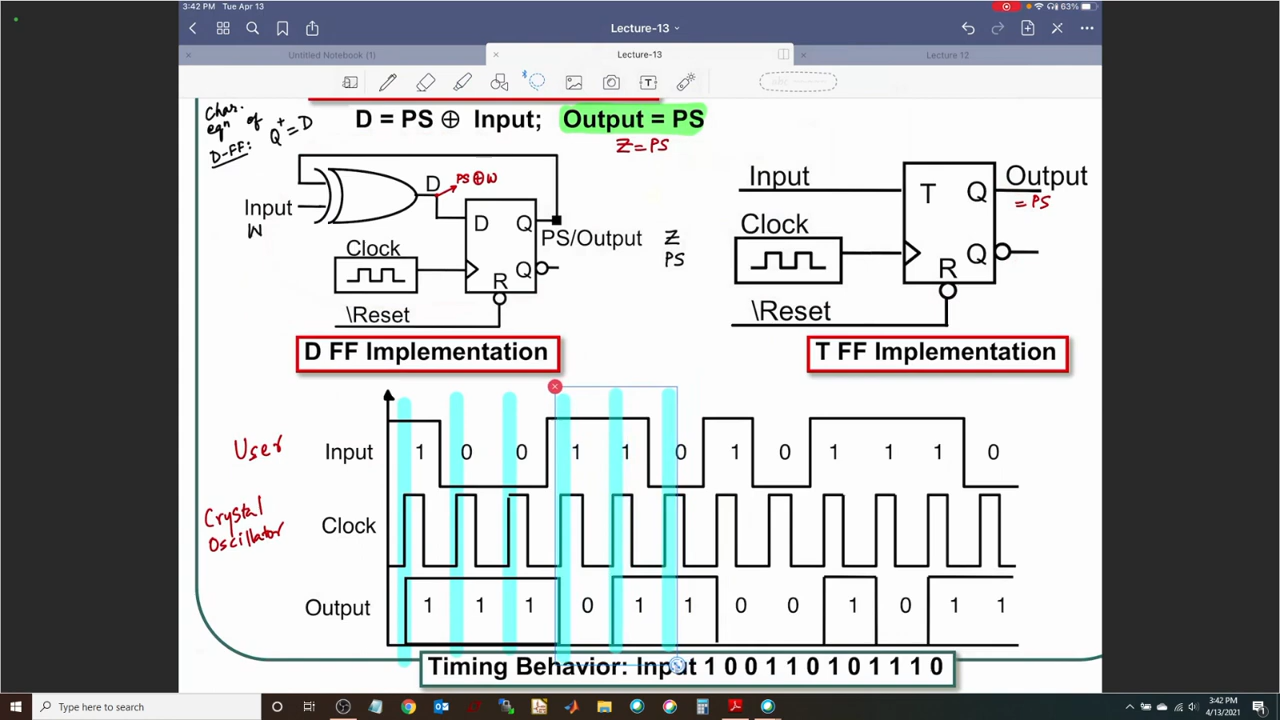 3:42 PM Tue Apr 13
63%
Lecture-13
Untitled Notebook (1)
Lecture-13
Lecture 12
Char.
eqn of
D-FF: Q+ = D
D = PS ⊕ Input; Output = PS
Z = PS
D PS⊕W
Input
W
D Q
PS/Output Z
PS
Clock
Q
R
\Reset
Input T Q Output
= PS
Clock
Q
R
\Reset
D FF Implementation
T FF Implementation
User Input 1 0 0 1 1 0 1 0 1 1 1 0
Crystal
Oscillator
Clock
Output 1 1 1 0 1 1 0 0 1 0 1 1
Timing Behavior: Input 1 0 0 1 1 0 1 0 1 1 1 0
Type here to search
3:42 PM
4/13/2021